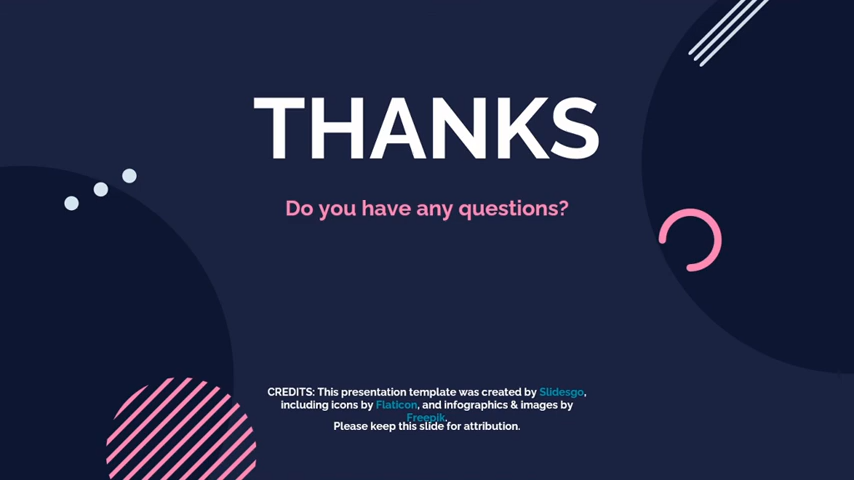 THANKS
Do you have any questions?
CREDITS: This presentation template was created by Slidesgo,
including icons by Flaticon, and infographics & images by
Freepik.
Please keep this slide for attribution.